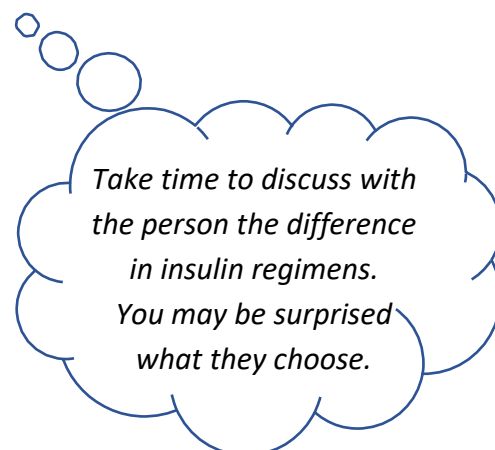 Take time to discuss with
the person the difference
in insulin regimens.
You may be surprised
what they choose.